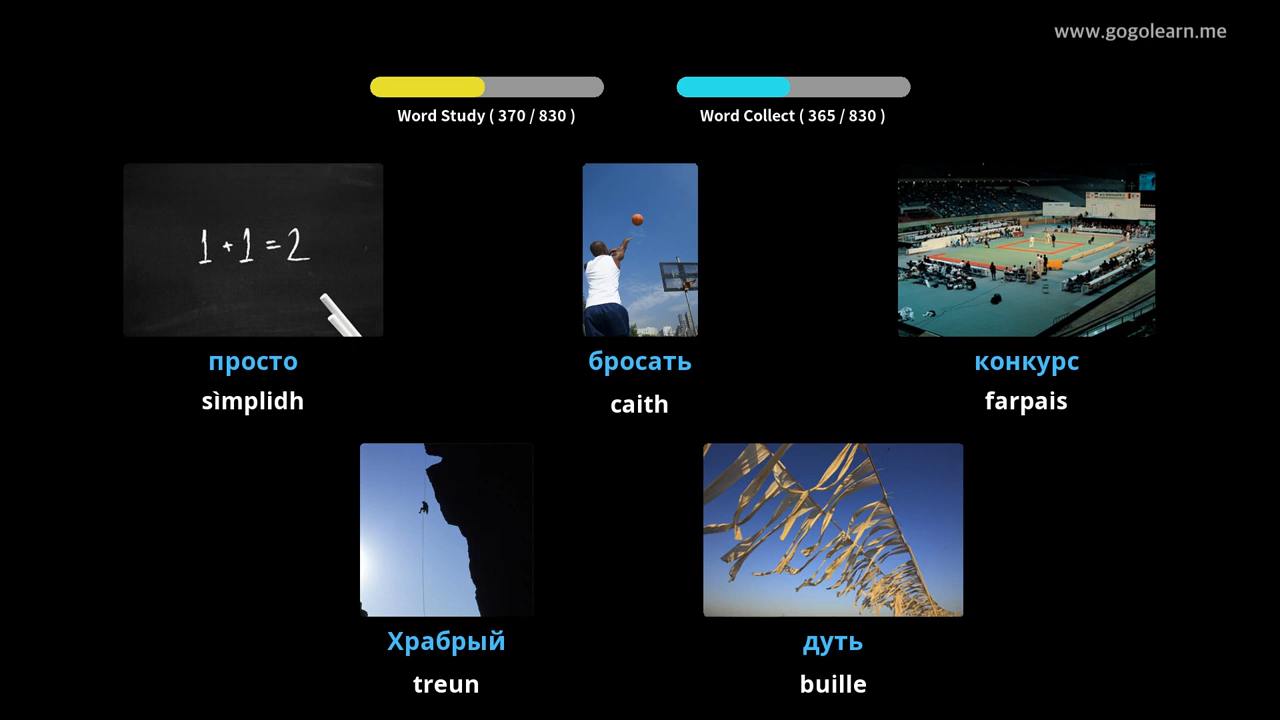 www.gogolearn.me
Word Study ( 370 / 830 )
Word Collect ( 365 / 830 )
1 + 1 = 2
просто
sìmplidh
бросать
caith
конкурс
farpais
Храбрый
treun
дуть
buille